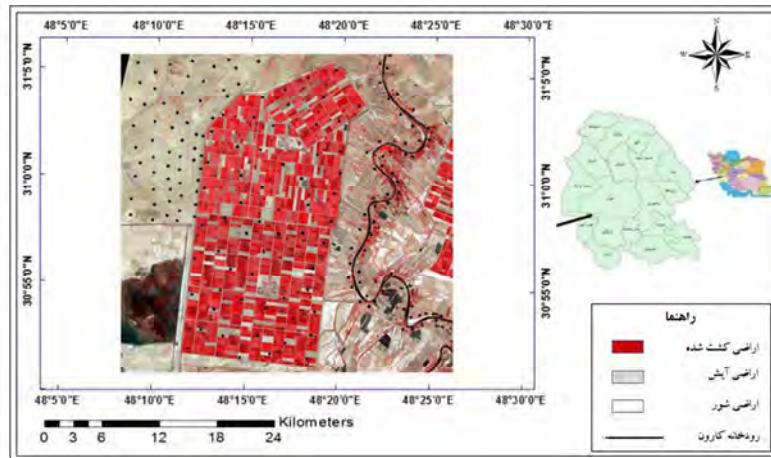 48°5'0"E 48°10'0"E 48°15'0"E 48°20'0"E 48°25'0"E 48°30'0"E
31°5'0"N
31°0'0"N
30°55'0"N
31°0'5"N
31°0'0"N
30°55'0"N
48°5'0"E 48°10'0"E 48°15'0"E 48°20'0"E 48°25'0"E 48°30'0"E
Kilometers
0 3 6 12 18 24
N
W E
S
راهنما
اراضی کشت شده
اراضی آیش
اراضی شور
رودخانه کارون